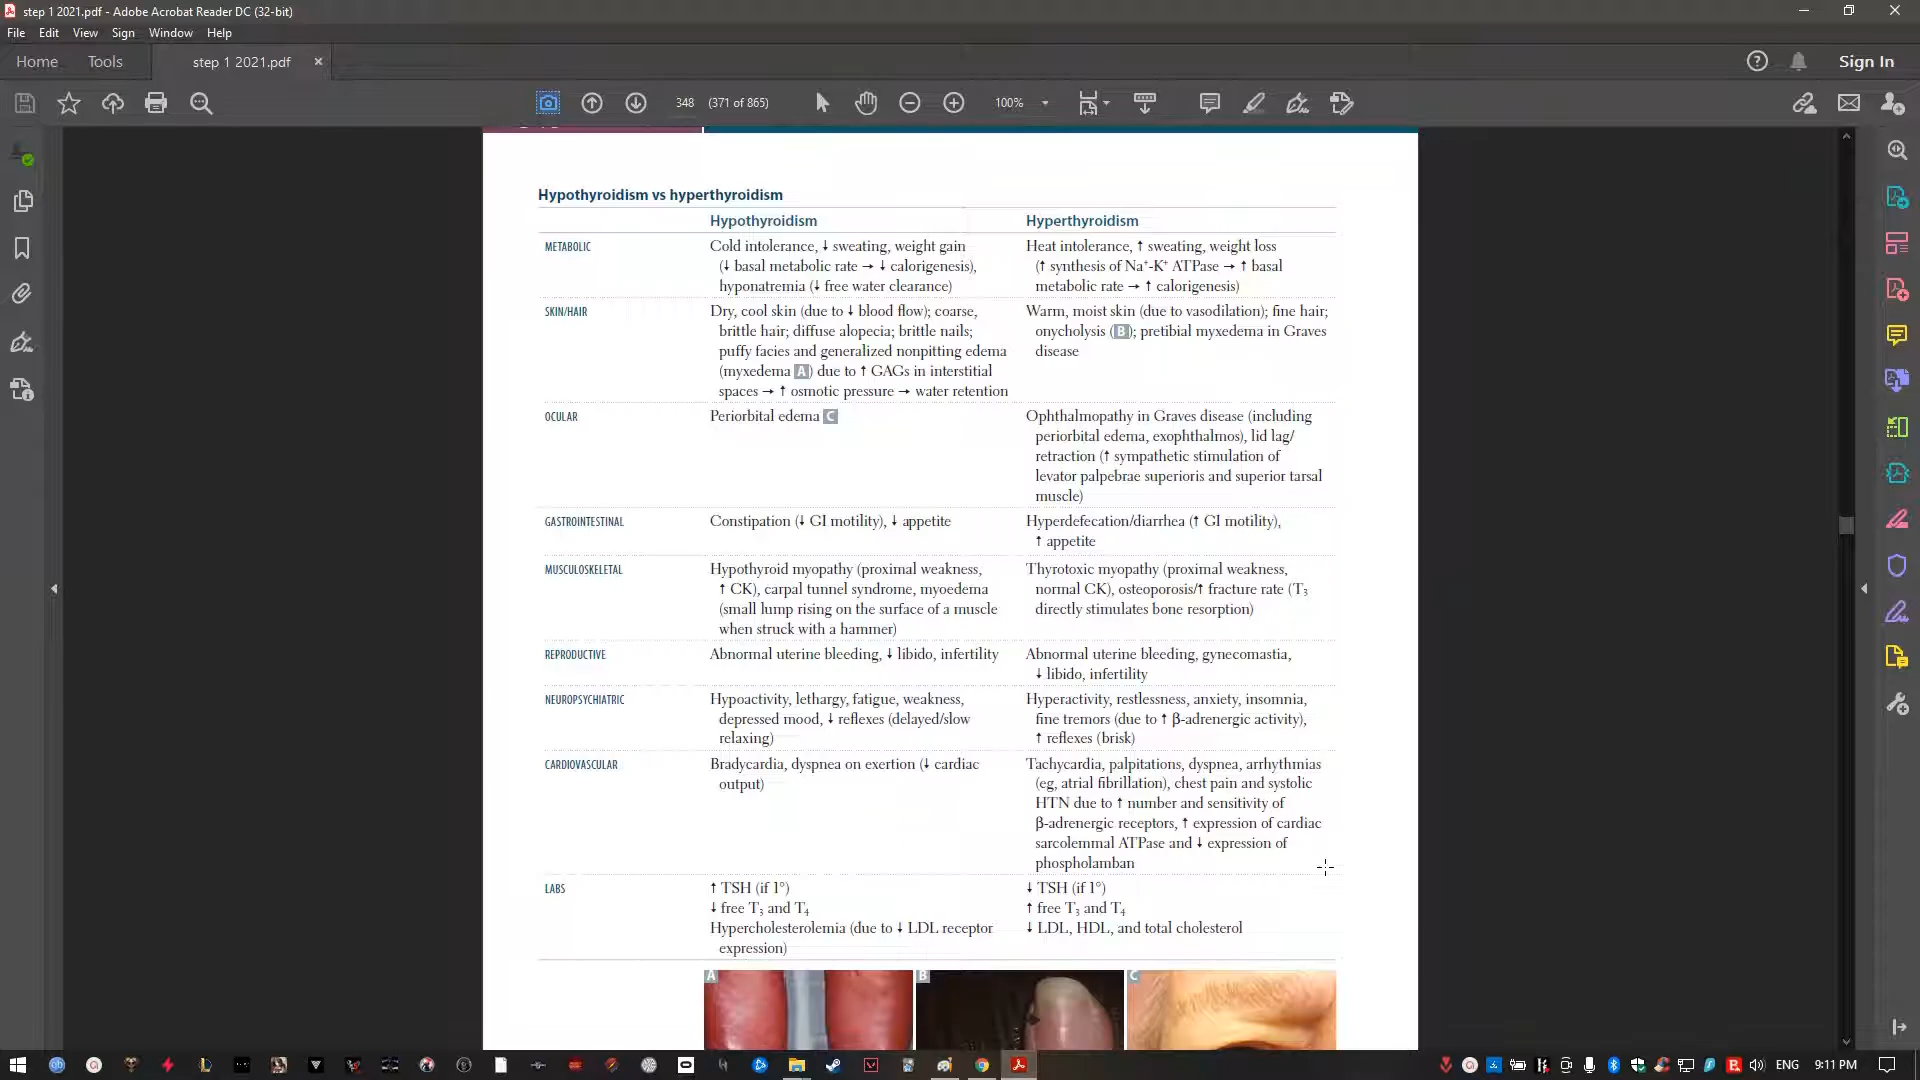 step 1 2021.pdf - Adobe Acrobat Reader DC (32-bit)
File Edit View Sign Window Help
Home Tools step 1 2021.pdf Sign In
348 (371 of 865) 100%
Hypothyroidism vs hyperthyroidism
Hypothyroidism Hyperthyroidism
METABOLIC
Cold intolerance, ↓ sweating, weight gain
(↓ basal metabolic rate → ↓ calorigenesis),
hyponatremia (↓ free water clearance)
Heat intolerance, ↑ sweating, weight loss
(↑ synthesis of Na⁺-K⁺ ATPase → ↑ basal
metabolic rate → ↑ calorigenesis)
SKIN/HAIR
Dry, cool skin (due to ↓ blood flow); coarse,
brittle hair; diffuse alopecia; brittle nails;
puffy facies and generalized nonpitting edema
(myxedema A) due to ↑ GAGs in interstitial
spaces → ↑ osmotic pressure → water retention
Warm, moist skin (due to vasodilation); fine hair;
onycholysis (B); pretibial myxedema in Graves
disease
OCULAR
Periorbital edema C
Ophthalmopathy in Graves disease (including
periorbital edema, exophthalmos), lid lag/
retraction (↑ sympathetic stimulation of
levator palpebrae superioris and superior tarsal
muscle)
GASTROINTESTINAL
Constipation (↓ GI motility), ↓ appetite
Hyperdefecation/diarrhea (↑ GI motility),
↑ appetite
MUSCULOSKELETAL
Hypothyroid myopathy (proximal weakness,
↑ CK), carpal tunnel syndrome, myoedema
(small lump rising on the surface of a muscle
when struck with a hammer)
Thyrotoxic myopathy (proximal weakness,
normal CK), osteoporosis/↑ fracture rate (T₃
directly stimulates bone resorption)
REPRODUCTIVE
Abnormal uterine bleeding, ↓ libido, infertility
Abnormal uterine bleeding, gynecomastia,
↓ libido, infertility
NEUROPSYCHIATRIC
Hypoactivity, lethargy, fatigue, weakness,
depressed mood, ↓ reflexes (delayed/slow
relaxing)
Hyperactivity, restlessness, anxiety, insomnia,
fine tremors (due to ↑ β-adrenergic activity),
↑ reflexes (brisk)
CARDIOVASCULAR
Bradycardia, dyspnea on exertion (↓ cardiac
output)
Tachycardia, palpitations, dyspnea, arrhythmias
(eg, atrial fibrillation), chest pain and systolic
HTN due to ↑ number and sensitivity of
β-adrenergic receptors, ↑ expression of cardiac
sarcolemmal ATPase and ↓ expression of
phospholamban
LABS
↑ TSH (if 1°)
↓ free T₃ and T₄
Hypercholesterolemia (due to ↓ LDL receptor
expression)
↓ TSH (if 1°)
↑ free T₃ and T₄
↓ LDL, HDL, and total cholesterol
A B C
ENG 9:11 PM